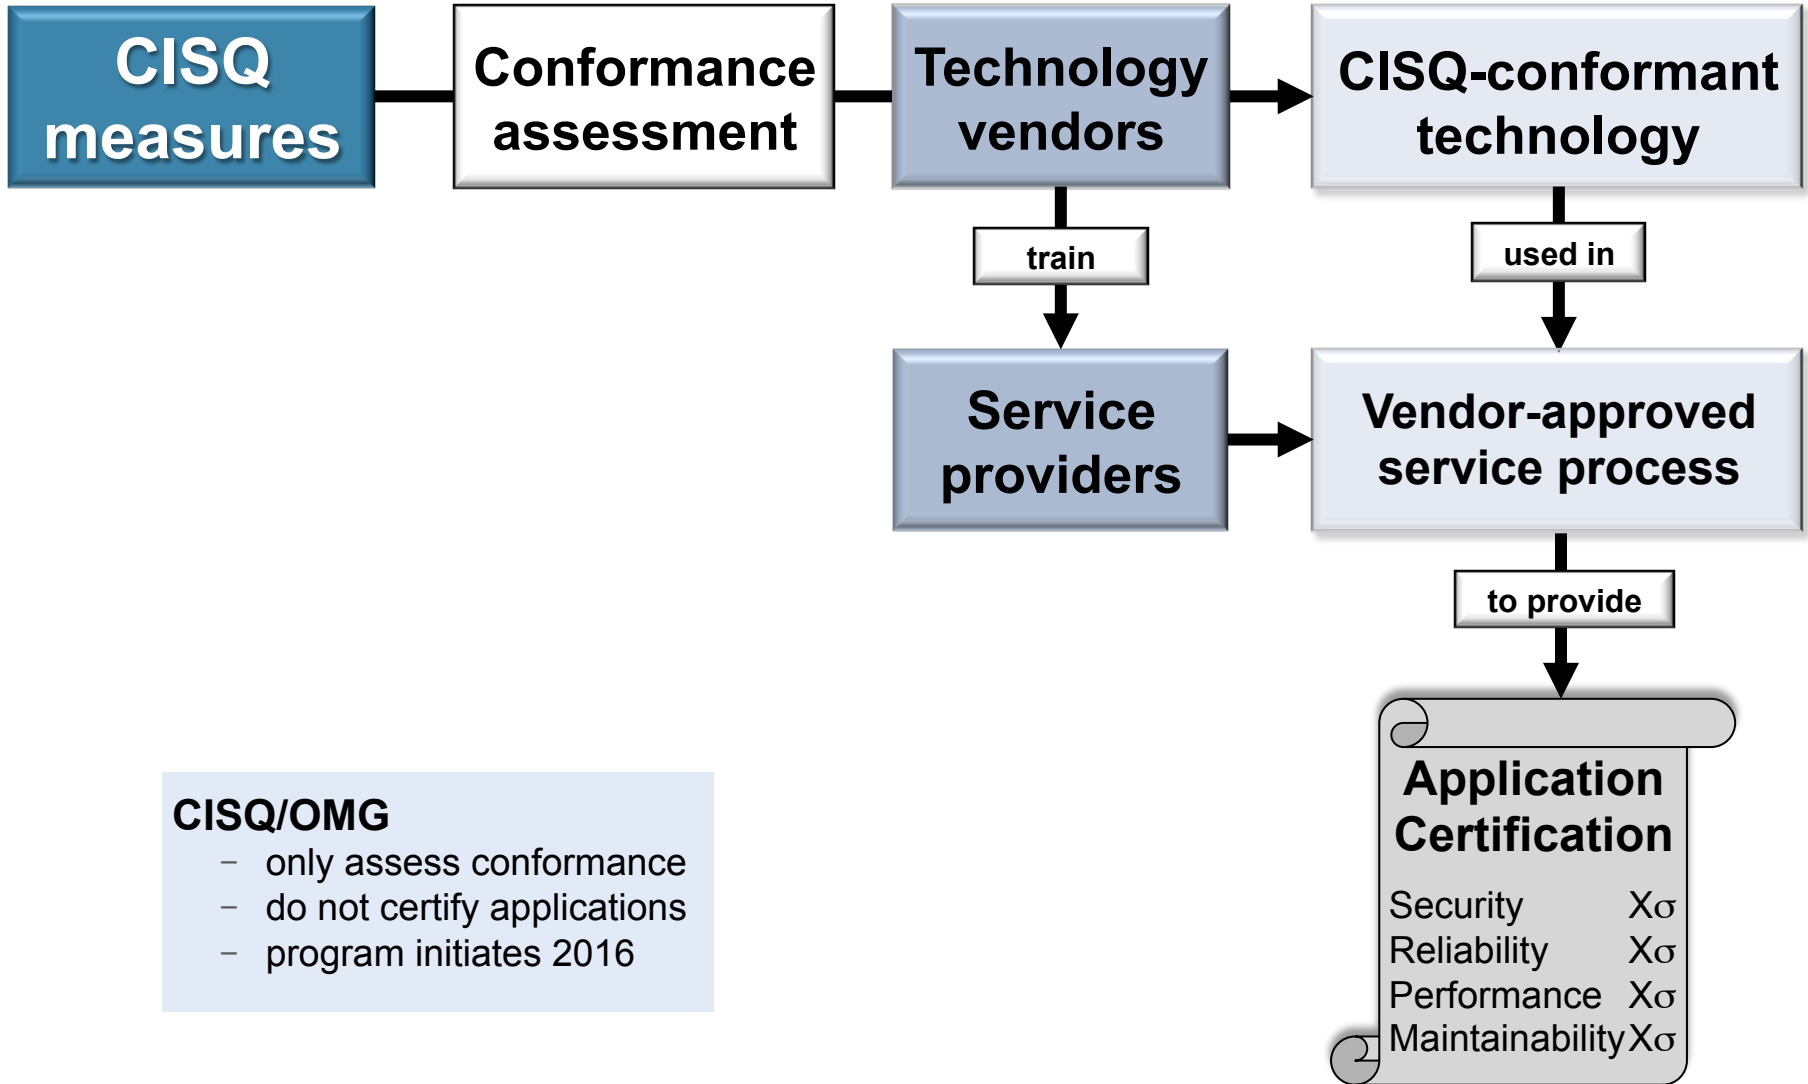 CISQ
measures
Conformance
assessment
Technology
vendors
CISQ-conformant
technology
train
used in
Service
providers
Vendor-approved
service process
to provide
Application
Certification
Security Xσ
Reliability Xσ
Performance Xσ
Maintainability Xσ
CISQ/OMG
– only assess conformance
– do not certify applications
– program initiates 2016